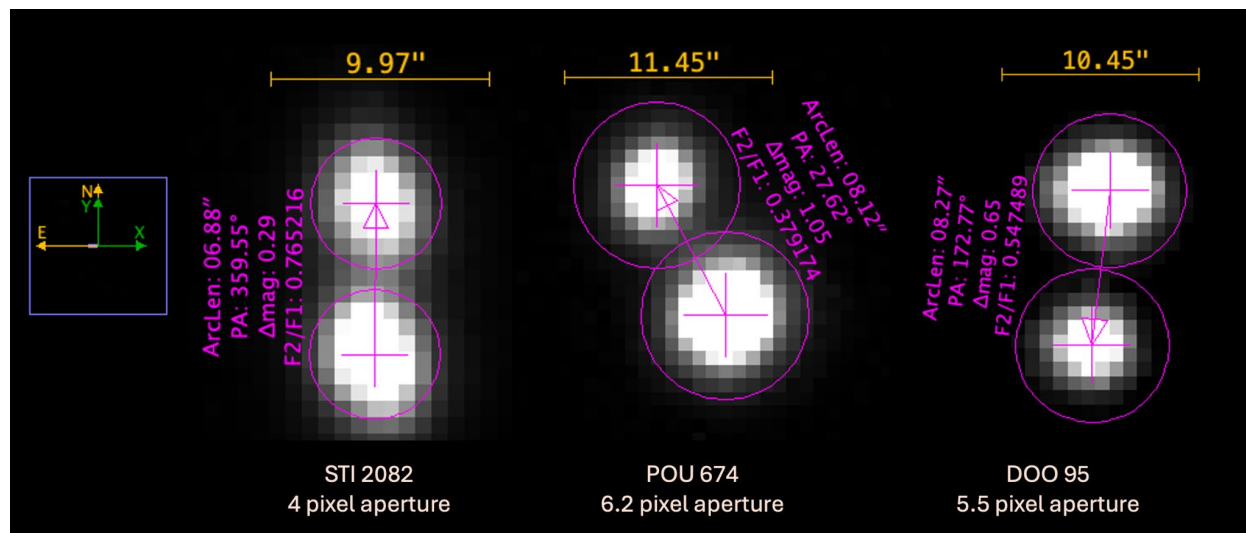 N
Y
E
X
9.97"
ArcLen: 06.88”
PA: 359.55°
Δmag: 0.29
F2/F1: 0.765216
STI 2082
4 pixel aperture
11.45"
ArcLen: 08.12”
PA: 27.62°
Δmag: 1.05
F2/F1: 0.379174
POU 674
6.2 pixel aperture
10.45"
ArcLen: 08.27”
PA: 172.77°
Δmag: 0.65
F2/F1: 0.547489
DOO 95
5.5 pixel aperture